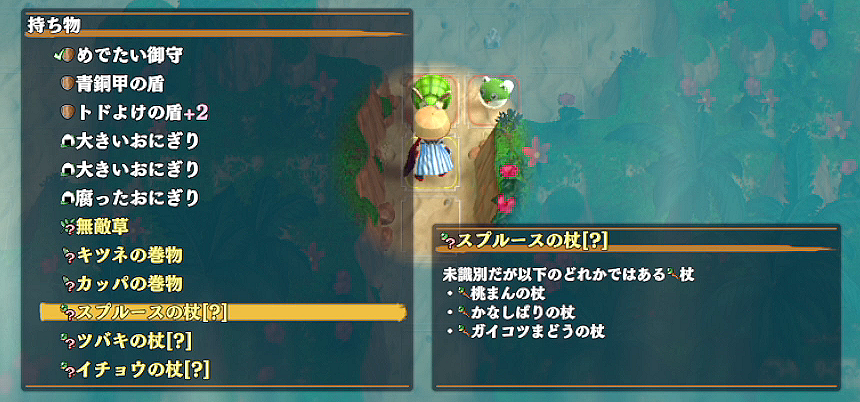 持ち物
めでたい御守
青銅甲の盾
トドよけの盾+2
大きいおにぎり
大きいおにぎり
腐ったおにぎり
無敵草
キツネの巻物
カッパの巻物
スプルースの杖[?]
ツバキの杖[?]
イチョウの杖[?]
スプルースの杖[?]
未識別だが以下のどれかではある杖
・桃まんの杖
・かなしばりの杖
・ガイコツまどうの杖